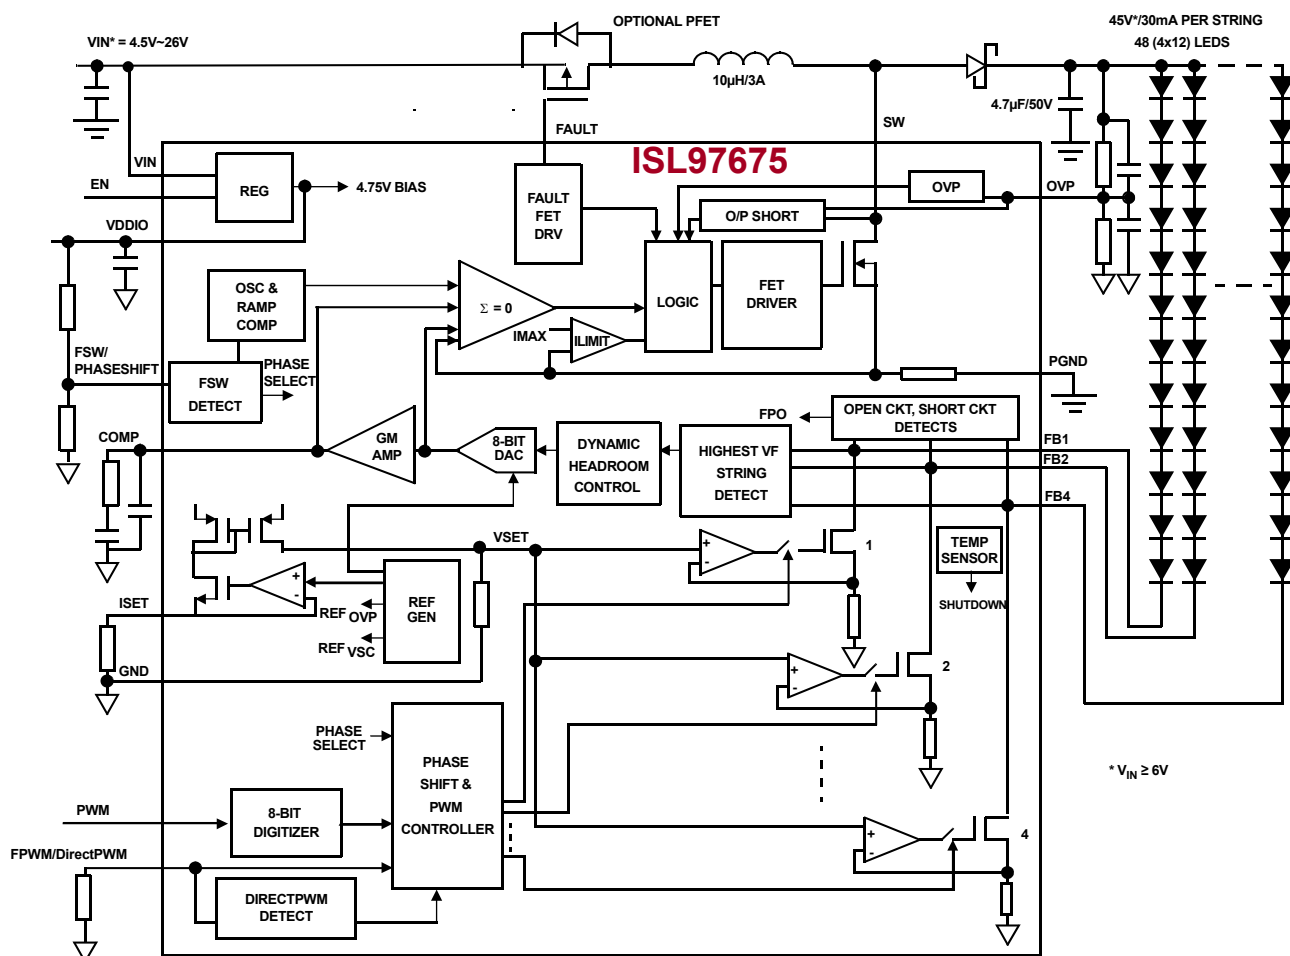 OPTIONAL PFET
45V*/30mA PER STRING
48 (4x12) LEDS
VIN* = 4.5V~26V
10µH/3A
4.7µF/50V
SW
FAULT
VIN
ISL97675
EN
REG
4.75V BIAS
FAULT
FET
DRV
OVP
OVP
O/P SHORT
VDDIO
OSC &
RAMP
COMP
Σ = 0
LOGIC
FET
DRIVER
IMAX
ILIMIT
FSW/
PHASESHIFT
PHASE
SELECT
FSW
DETECT
PGND
FPO
OPEN CKT, SHORT CKT
DETECTS
COMP
GM
AMP
8-BIT
DAC
DYNAMIC
HEADROOM
CONTROL
HIGHEST VF
STRING
DETECT
FB1
FB2
FB4
VSET
+
-
1
TEMP
SENSOR
SHUTDOWN
+
-
ISET
REF
OVP
REF
VSC
REF
GEN
GND
+
-
2
PHASE
SELECT
PHASE
SHIFT &
PWM
CONTROLLER
* VIN ≥ 6V
PWM
8-BIT
DIGITIZER
+
-
4
FPWM/DirectPWM
DIRECTPWM
DETECT